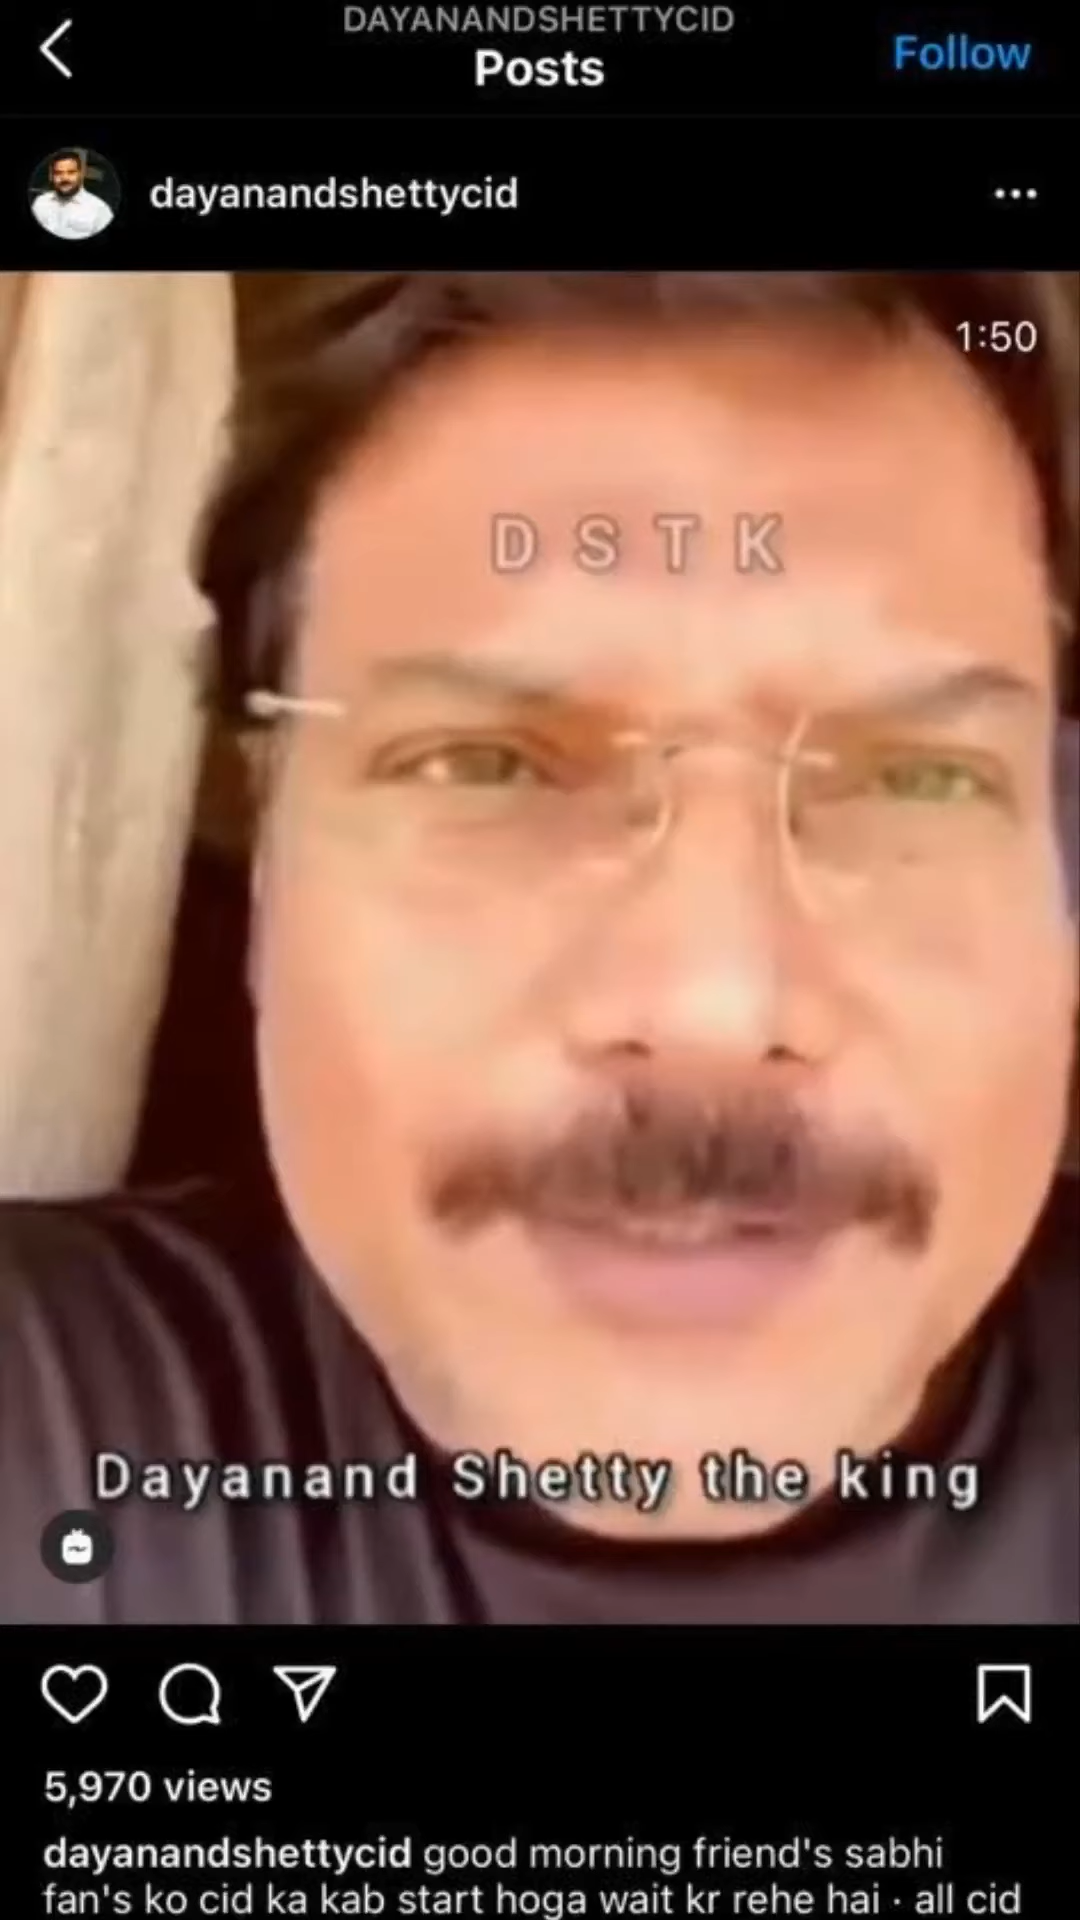 DAYANANDSHETTYCID
Posts
Follow
dayanandshettycid
1:50
D S T K
Dayanand Shetty the king
5,970 views
dayanandshettycid good morning friend's sabhi
fan's ko cid ka kab start hoga wait kr rehe hai · all cid